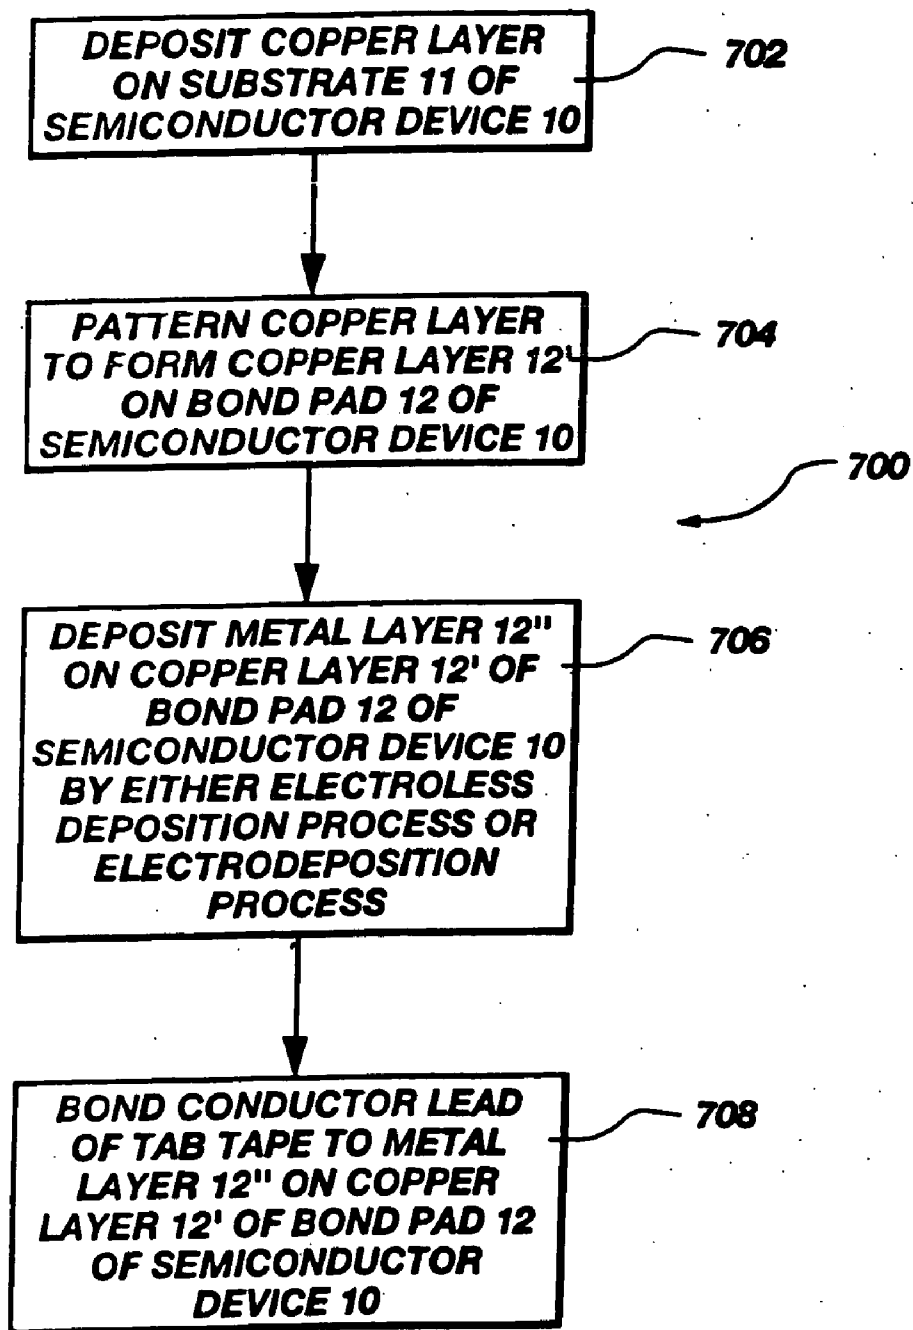 DEPOSIT COPPER LAYER
ON SUBSTRATE 11 OF
SEMICONDUCTOR DEVICE 10
702
PATTERN COPPER LAYER
TO FORM COPPER LAYER 12'
ON BOND PAD 12 OF
SEMICONDUCTOR DEVICE 10
704
700
DEPOSIT METAL LAYER 12"
ON COPPER LAYER 12' OF
BOND PAD 12 OF
SEMICONDUCTOR DEVICE 10
BY EITHER ELECTROLESS
DEPOSITION PROCESS OR
ELECTRODEPOSITION
PROCESS
706
BOND CONDUCTOR LEAD
OF TAB TAPE TO METAL
LAYER 12" ON COPPER
LAYER 12' OF BOND PAD 12
OF SEMICONDUCTOR
DEVICE 10
708